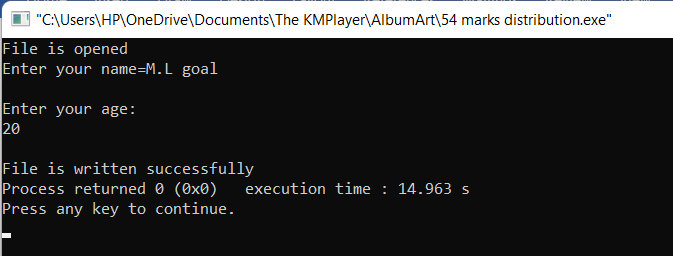 "C:\Users\HP\OneDrive\Documents\The KMPlayer\AlbumArt\54 marks distribution.exe"
File is opened
Enter your name=M.L goal
Enter your age:
20
File is written successfully
Process returned 0 (0x0)   execution time : 14.963 s
Press any key to continue.